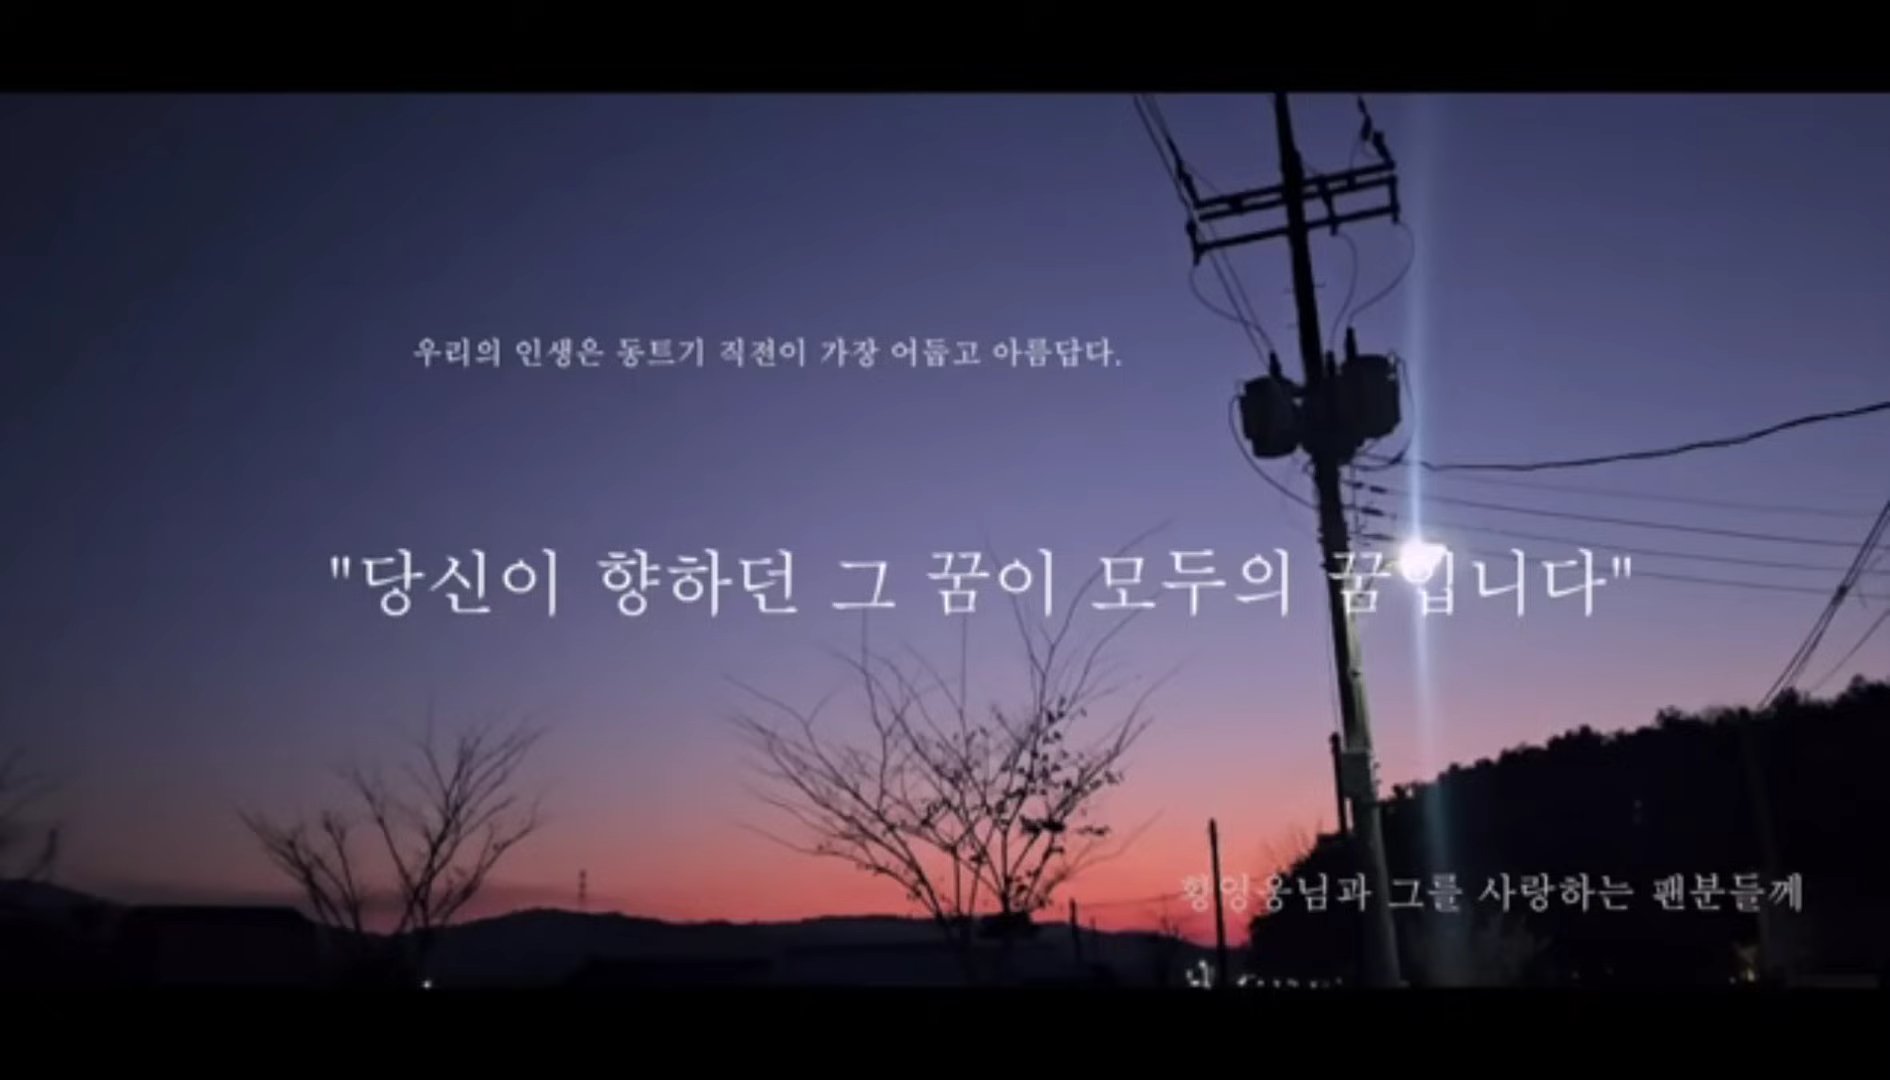 우리의 인생은 동트기 직전이 가장 어둡고 아름답다.
"당신이 향하던 그 꿈이 모두의 꿈입니다"
황영웅님과 그를 사랑하는 팬분들께